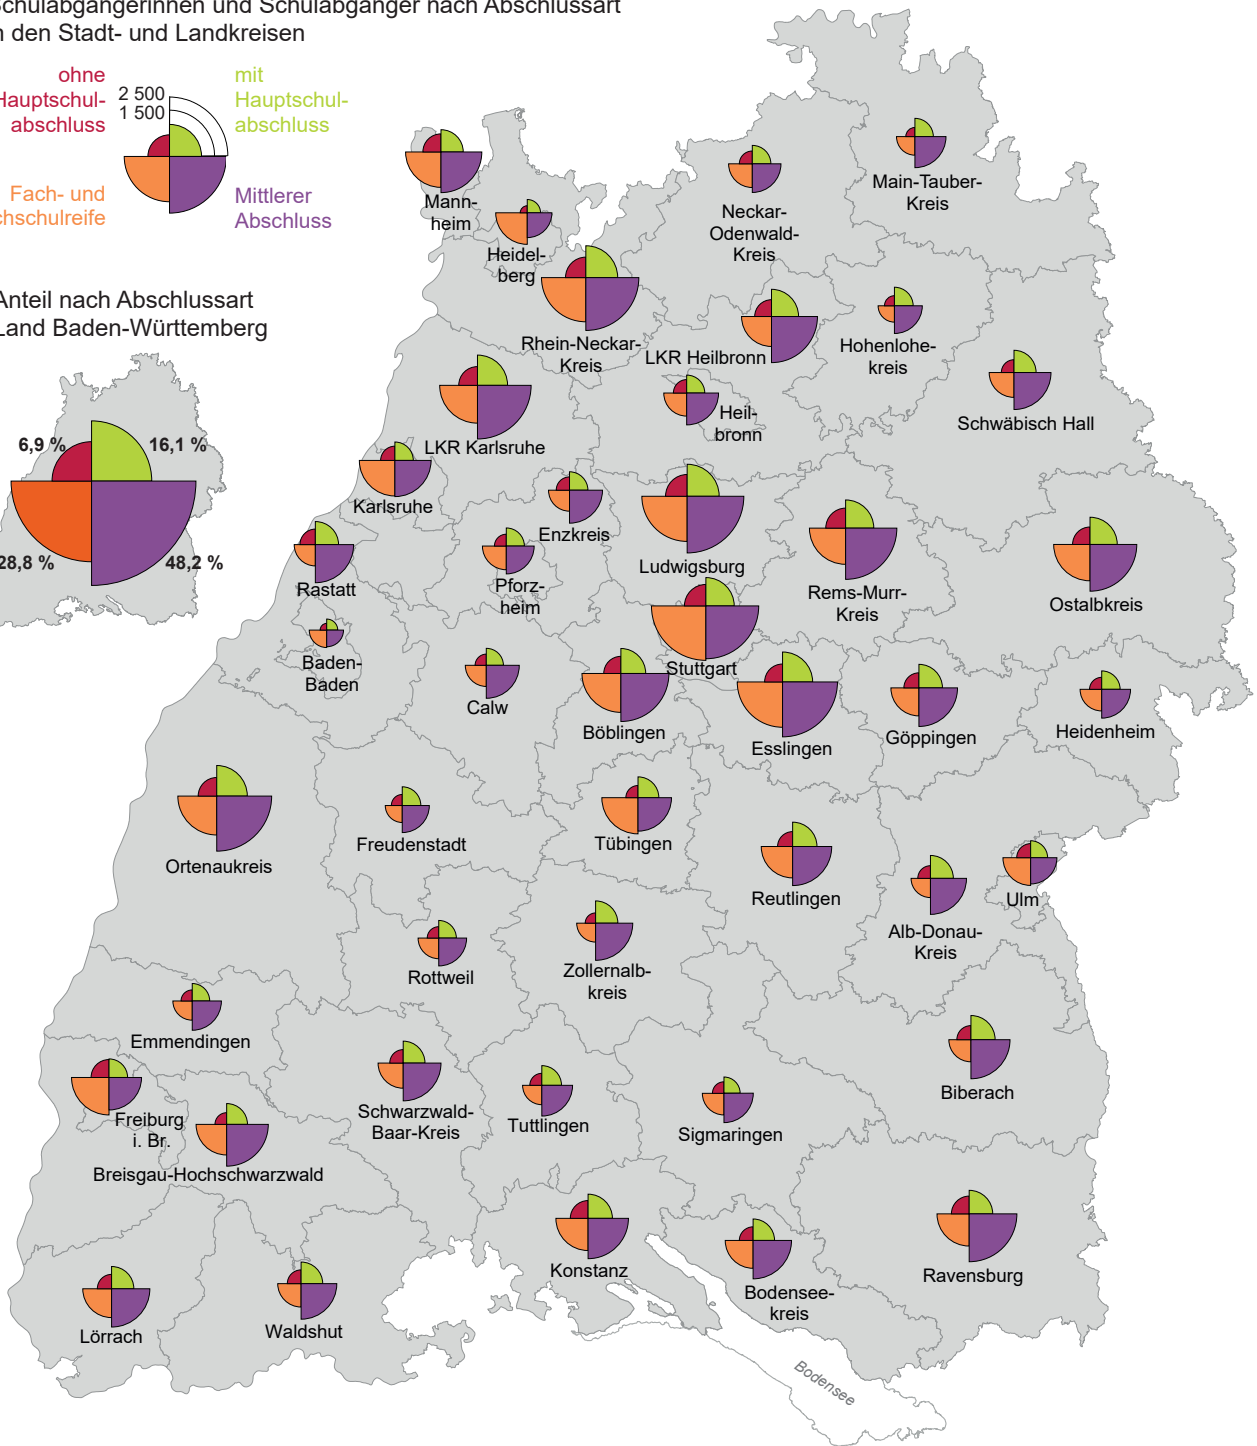 Schulabgängerinnen und Schulabgänger nach Abschlussart
n den Stadt- und Landkreisen
ohne
Hauptschul-
abschluss
2 500
1 500
mit
Hauptschul-
abschluss
Fach- und
chschulreife
Mittlerer
Abschluss
Anteil nach Abschlussart
Land Baden-Württemberg
6,9 %
16,1 %
28,8 %
48,2 %
Mann-
heim
Heidel-
berg
Rhein-Neckar-
Kreis
Neckar-
Odenwald-
Kreis
Main-Tauber-
Kreis
LKR Heilbronn
Hohenlohe-
kreis
Schwäbisch Hall
Heil-
bronn
LKR Karlsruhe
Karlsruhe
Enzkreis
Ludwigsburg
Rems-Murr-
Kreis
Ostalbkreis
Rastatt
Pforz-
heim
Baden-
Baden
Calw
Stuttgart
Böblingen
Esslingen
Göppingen
Heidenheim
Ortenaukreis
Freudenstadt
Tübingen
Reutlingen
Ulm
Alb-Donau-
Kreis
Rottweil
Zollernalb-
kreis
Emmendingen
Freiburg
i. Br.
Breisgau-Hochschwarzwald
Schwarzwald-
Baar-Kreis
Tuttlingen
Sigmaringen
Biberach
Konstanz
Bodensee-
kreis
Ravensburg
Lörrach
Waldshut
Bodensee